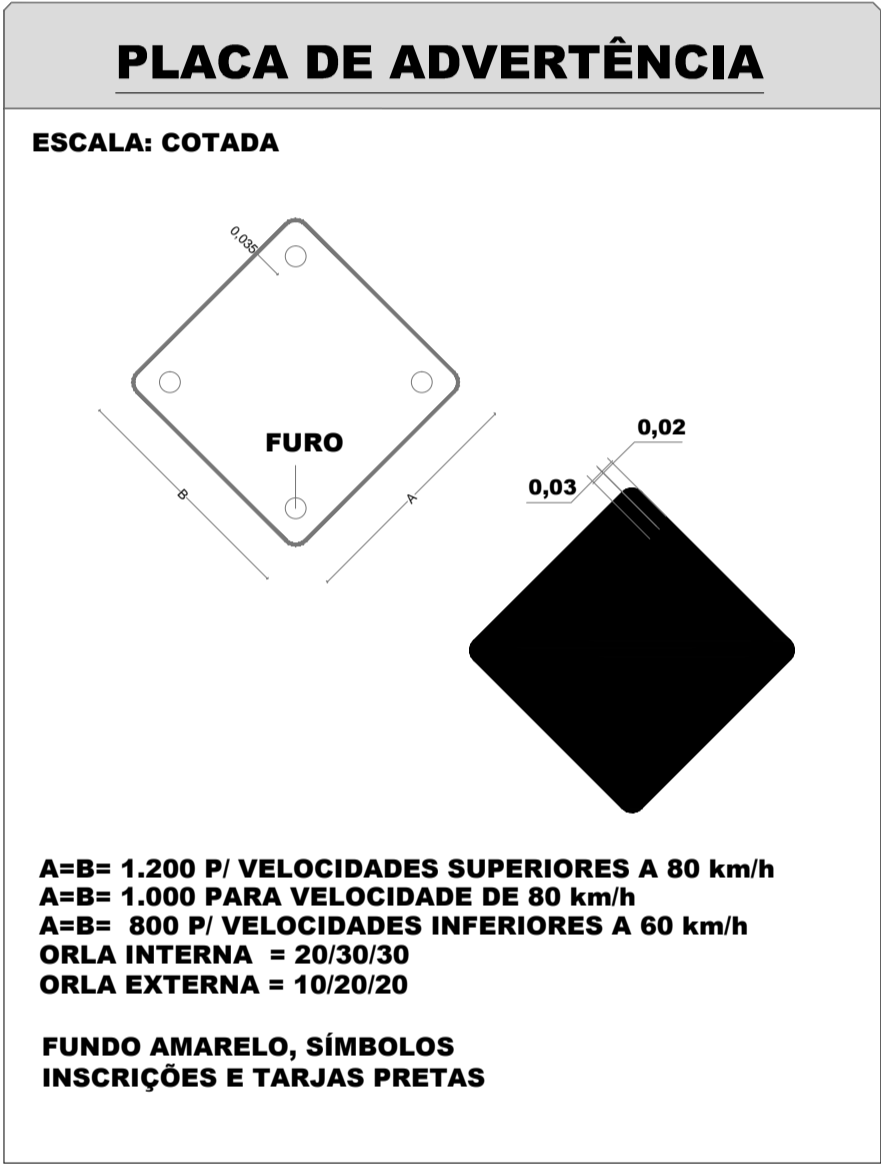 PLACA DE ADVERTÊNCIA
ESCALA: COTADA
0,035
FURO
B
A
0,02
0,03
A=B= 1.200 P/ VELOCIDADES SUPERIORES A 80 km/h
A=B= 1.000 PARA VELOCIDADE DE 80 km/h
A=B=  800 P/ VELOCIDADES INFERIORES A 60 km/h
ORLA INTERNA  = 20/30/30
ORLA EXTERNA = 10/20/20
FUNDO AMARELO, SÍMBOLOS
INSCRIÇÕES E TARJAS PRETAS